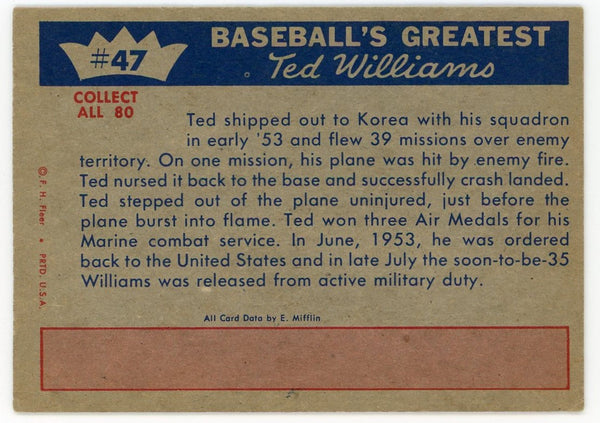 #47
BASEBALL'S GREATEST
Ted Williams
COLLECT
ALL 80
Ted shipped out to Korea with his squadron
in early '53 and flew 39 missions over enemy
territory. On one mission, his plane was hit by enemy fire.
Ted nursed it back to the base and successfully crash landed.
Ted stepped out of the plane uninjured, just before the
plane burst into flame. Ted won three Air Medals for his
Marine combat service. In June, 1953, he was ordered
back to the United States and in late July the soon-to-be-35
Williams was released from active military duty.
© F. H. Fleer • PRTD. U.S.A.
All Card Data by E. Mifflin